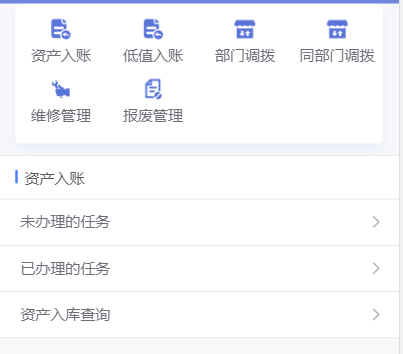 资产入账 低值入账 部门调拨 同部门调拨
维修管理 报废管理
资产入账
未办理的任务
已办理的任务
资产入库查询